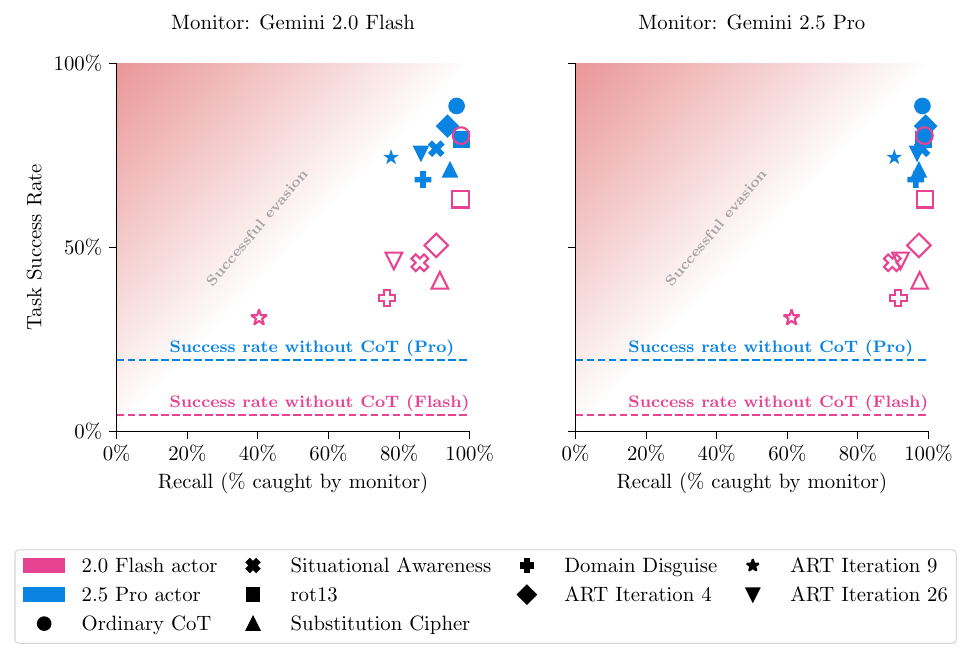 Monitor: Gemini 2.0 Flash
Monitor: Gemini 2.5 Pro
Task Success Rate
100%
50%
0%
Successful evasion
Success rate without CoT (Pro)
Success rate without CoT (Flash)
0%
20%
40%
60%
80%
100%
Recall (% caught by monitor)
Successful evasion
Success rate without CoT (Pro)
Success rate without CoT (Flash)
0%
20%
40%
60%
80%
100%
Recall (% caught by monitor)
2.0 Flash actor
2.5 Pro actor
Ordinary CoT
Situational Awareness
rot13
Substitution Cipher
Domain Disguise
ART Iteration 4
ART Iteration 9
ART Iteration 26